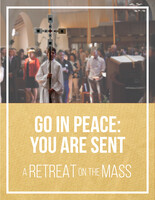 GO IN PEACE:
YOU ARE SENT
A RETREAT ON THE MASS